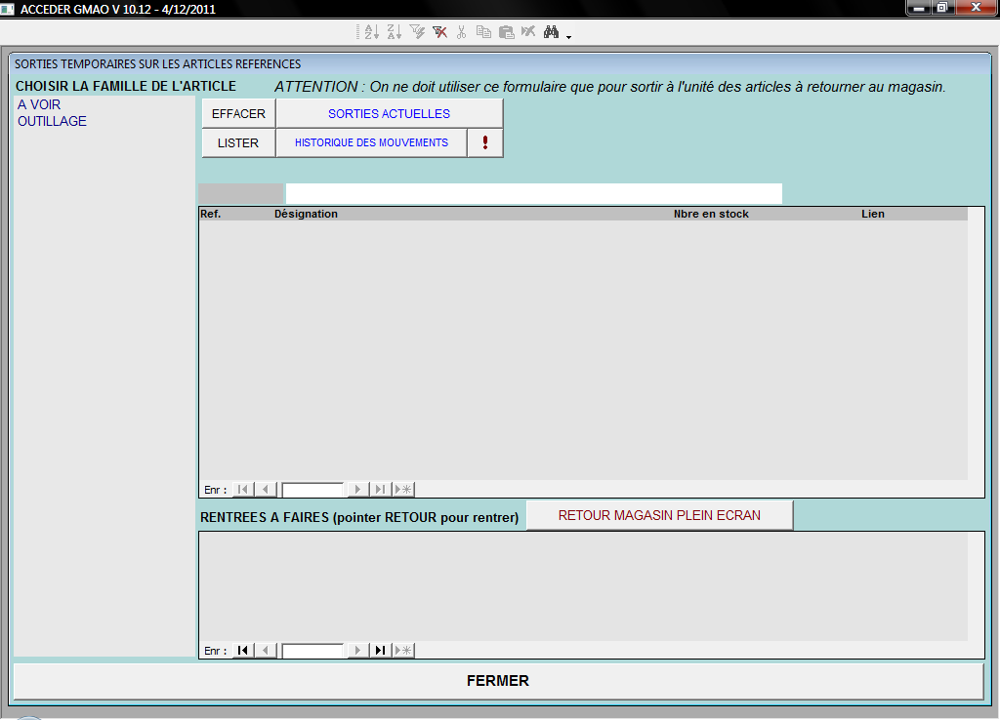 ACCEDER GMAO V 10.12 - 4/12/2011
SORTIES TEMPORAIRES SUR LES ARTICLES REFERENCES
CHOISIR LA FAMILLE DE L'ARTICLE
ATTENTION : On ne doit utiliser ce formulaire que pour sortir à l'unité des articles à retourner au magasin.
A VOIR
OUTILLAGE
EFFACER
SORTIES ACTUELLES
LISTER
HISTORIQUE DES MOUVEMENTS
!
Ref. Désignation Nbre en stock Lien
Enr :
RENTREES A FAIRES (pointer RETOUR pour rentrer)
RETOUR MAGASIN PLEIN ECRAN
Enr :
FERMER